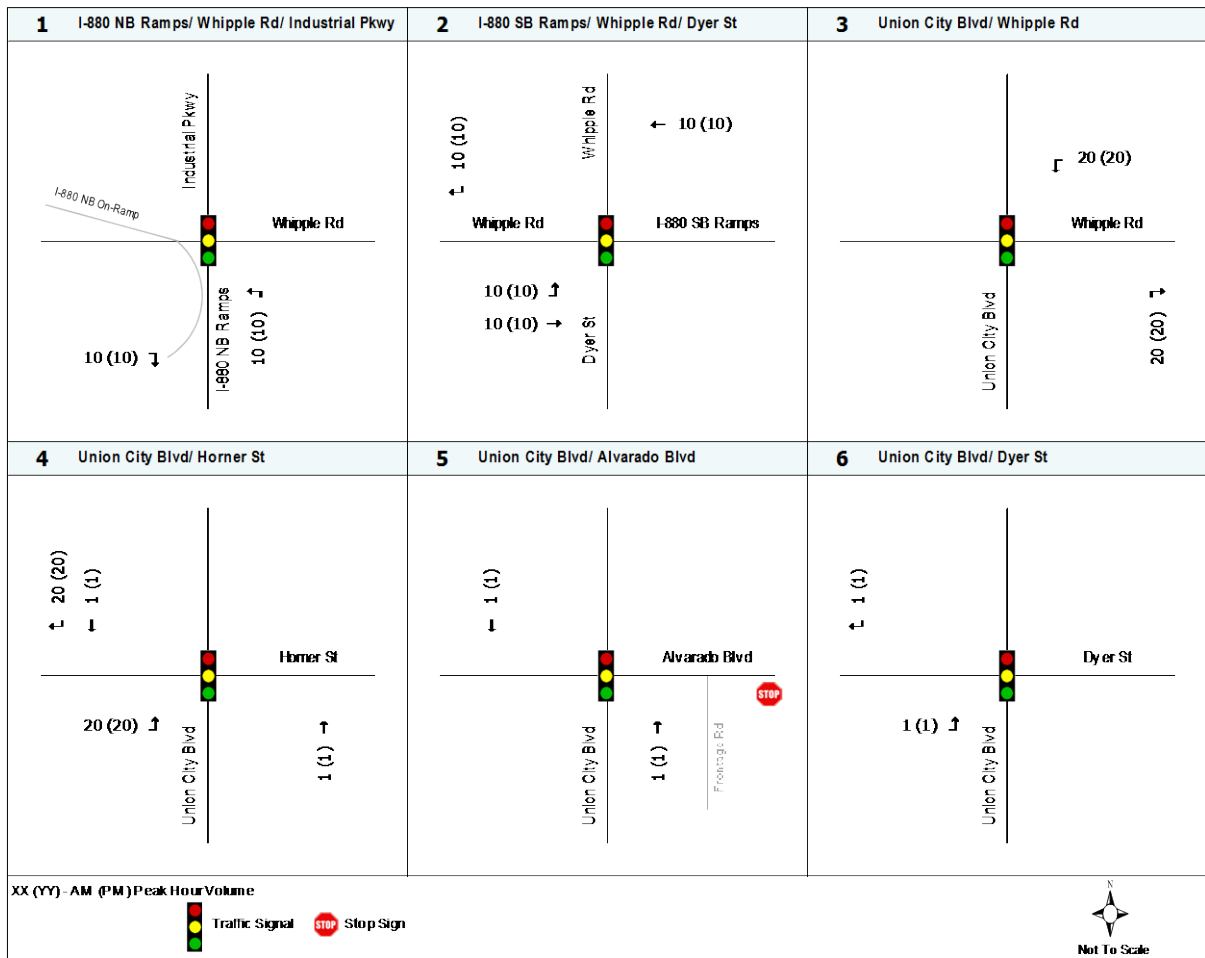 1 I-880 NB Ramps/ Whipple Rd/ Industrial Pkwy
Industrial Pkwy
I-880 NB On-Ramp
Whipple Rd
I-880 NB Ramps
10 (10)
10 (10)
2 I-880 SB Ramps/ Whipple Rd/ Dyer St
Whipple Rd
10 (10)
10 (10)
Whipple Rd
I-880 SB Ramps
10 (10)
10 (10)
Dyer St
3 Union City Blvd/ Whipple Rd
20 (20)
Whipple Rd
Union City Blvd
20 (20)
4 Union City Blvd/ Horner St
20 (20)
1 (1)
Horner St
20 (20)
Union City Blvd
1 (1)
5 Union City Blvd/ Alvarado Blvd
1 (1)
Alvarado Blvd
STOP
Union City Blvd
1 (1)
Frontage Rd
6 Union City Blvd/ Dyer St
1 (1)
Dyer St
1 (1)
Union City Blvd
XX (YY) - AM (PM) Peak Hour Volume
Traffic Signal
STOP Stop Sign
N
Not To Scale